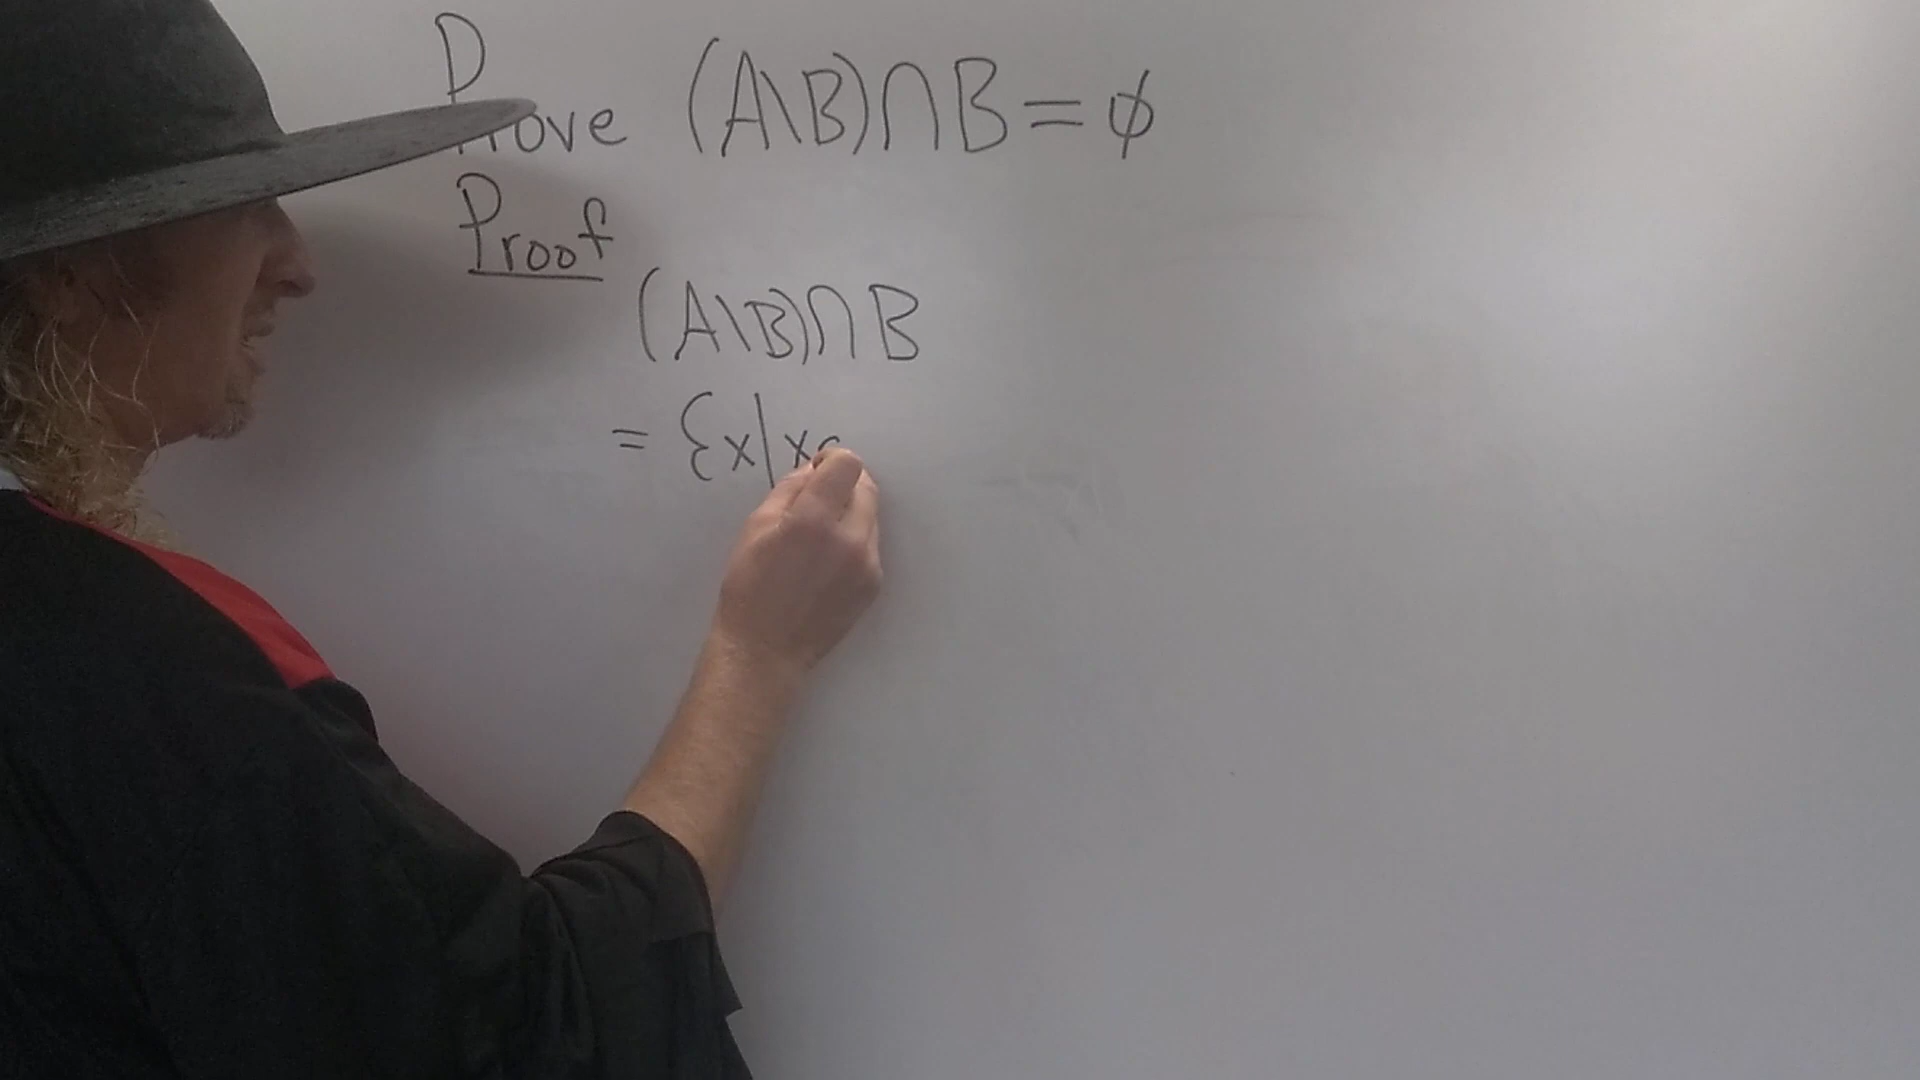 Prove (A\B)∩B=φ
Proof
(A\B)∩B
= {x|x